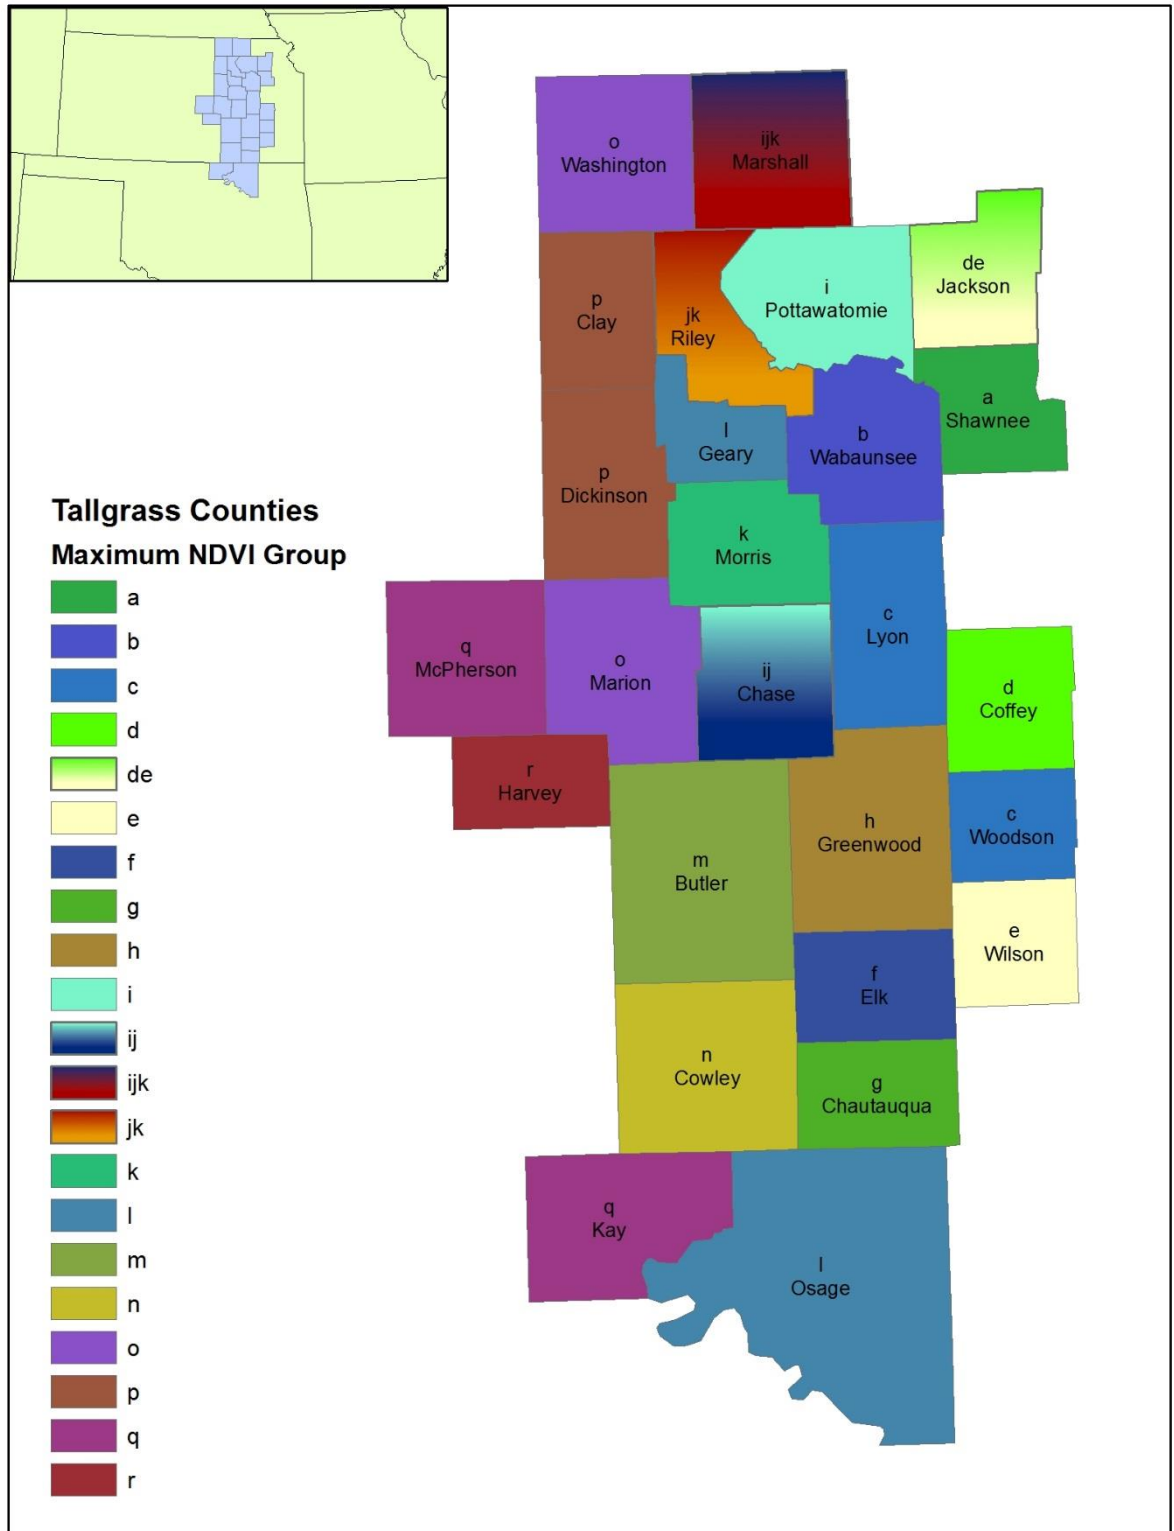 o
Washington
ijk
Marshall
de
Jackson
i
Pottawatomie
p
Clay
jk
Riley
a
Shawnee
l
Geary
b
Wabaunsee
p
Dickinson
k
Morris
c
Lyon
q
McPherson
o
Marion
ij
Chase
d
Coffey
r
Harvey
h
Greenwood
c
Woodson
m
Butler
e
Wilson
f
Elk
n
Cowley
g
Chautauqua
q
Kay
l
Osage
Tallgrass Counties
Maximum NDVI Group
a
b
c
d
de
e
f
g
h
i
ij
ijk
jk
k
l
m
n
o
p
q
r